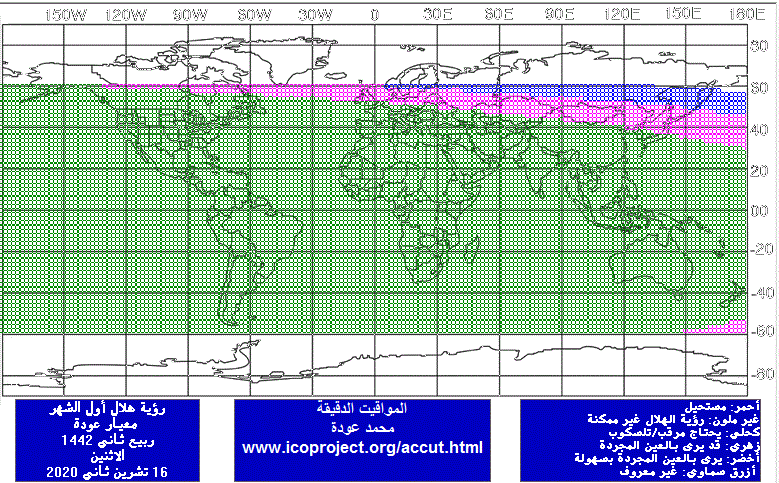 150W 120W 90W 60W 30W 0 30E 60E 90E 120E 150E 180E
80
60
40
20
00
-20
-40
-60
-80
رؤية هلال أول الشهر
معيار عودة
ربيع ثاني 1442
الاثنين
16 تشرين ثاني 2020
المواقيت الدقيقة
محمد عودة
www.icoproject.org/accut.html
أحمر: مستحيل
غير ملون: رؤية الهلال غير ممكنة
كحلي: يحتاج مرقب/تلسكوب
زهري: قد يرى بالعين المجردة
أخضر: يرى بالعين المجردة بسهولة
أزرق سماوي: غير معروف